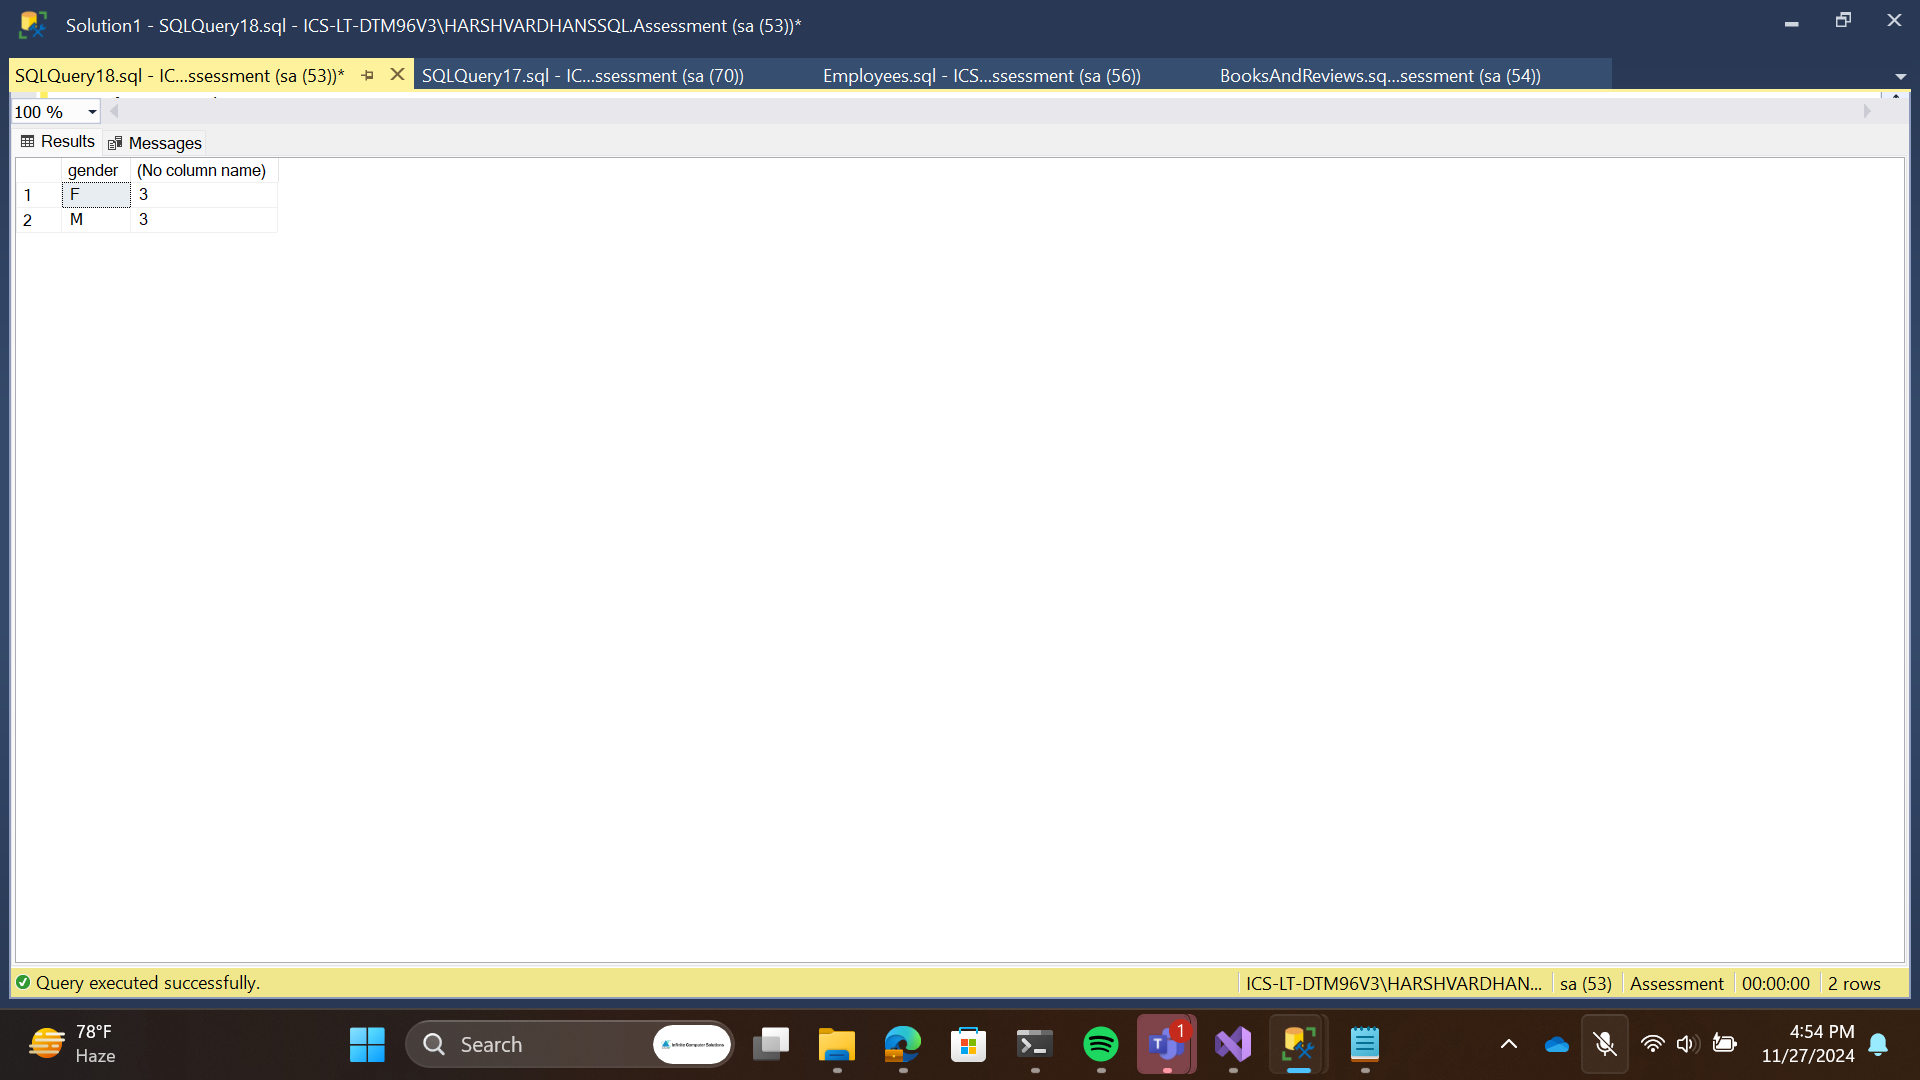 Solution1 - SQLQuery18.sql - ICS-LT-DTM96V3\HARSHVARDHANSSQL.Assessment (sa (53))*
SQLQuery18.sql - IC...ssessment (sa (53))* SQLQuery17.sql - IC...ssessment (sa (70)) Employees.sql - ICS...ssessment (sa (56)) BooksAndReviews.sq...sessment (sa (54))
100 %
Results Messages
gender (No column name)
1 F 3
2 M 3
Query executed successfully. ICS-LT-DTM96V3\HARSHVARDHAN... sa (53) Assessment 00:00:00 2 rows
78°F
Haze
Search
Infinite Computer Solutions
1
4:54 PM
11/27/2024